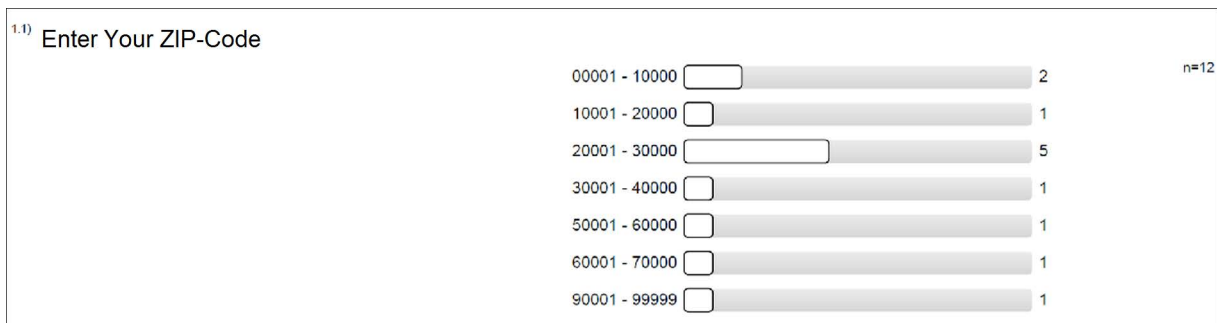 1.1) Enter Your ZIP-Code
n=12
00001 - 10000 2
10001 - 20000 1
20001 - 30000 5
30001 - 40000 1
50001 - 60000 1
60001 - 70000 1
90001 - 99999 1